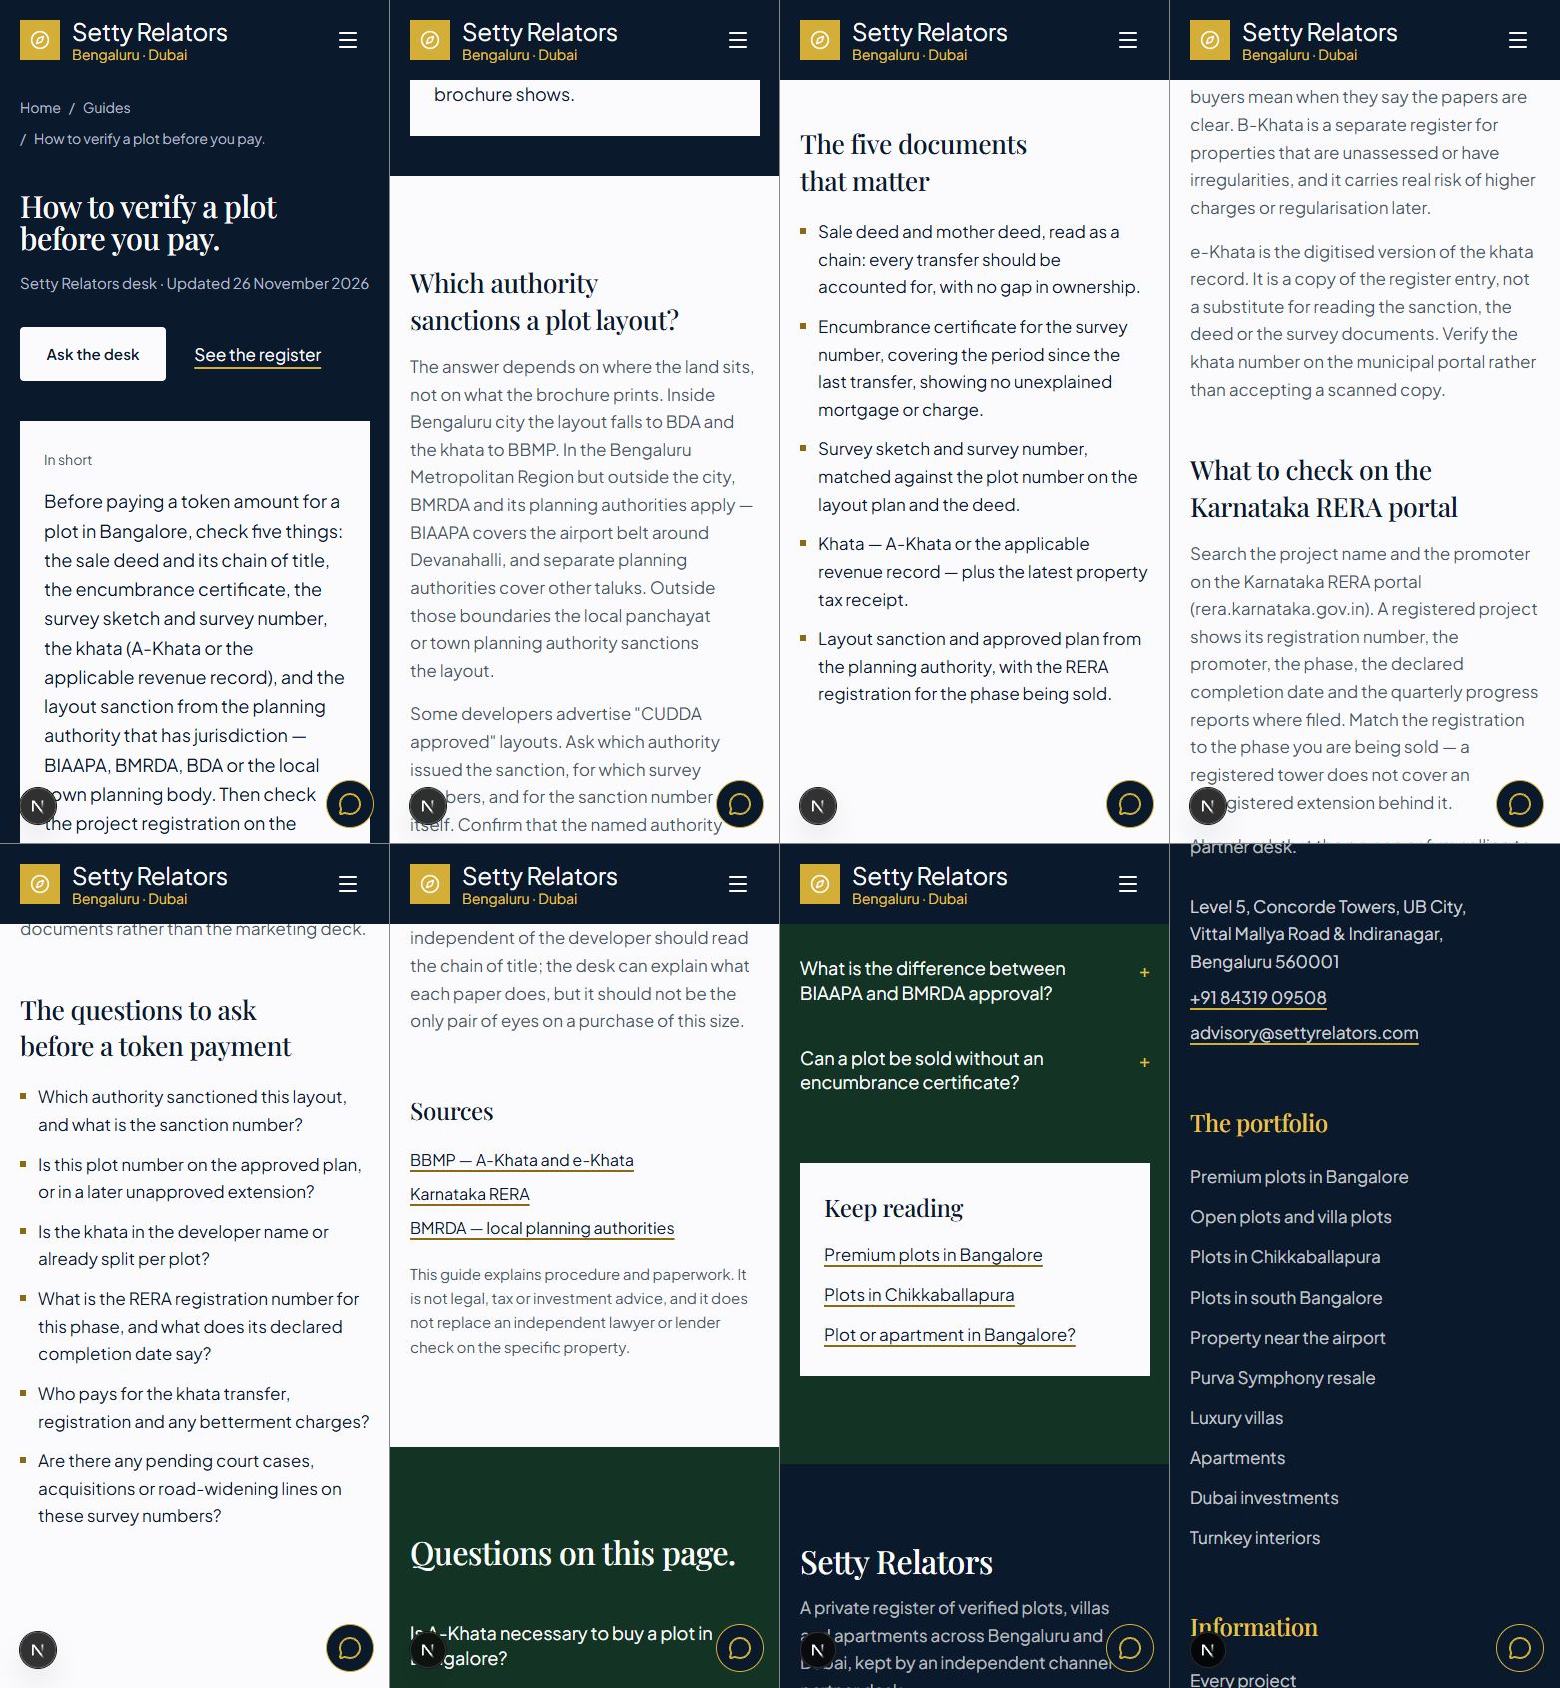 Setty Relators
Bengaluru · Dubai
Home / Guides
/ How to verify a plot before you pay.
How to verify a plot
before you pay.
Setty Relators desk · Updated 26 November 2026
Ask the desk
See the register
In short
Before paying a token amount for a
plot in Bangalore, check five things:
the sale deed and its chain of title,
the encumbrance certificate, the
survey sketch and survey number,
the khata (A-Khata or the
applicable revenue record), and the
layout sanction from the planning
authority that has jurisdiction —
BIAAPA, BMRDA, BDA or the local
town planning body. Then check
the project registration on the
N
Setty Relators
Bengaluru · Dubai
brochure shows.
Which authority
sanctions a plot layout?
The answer depends on where the land sits,
not on what the brochure prints. Inside
Bengaluru city the layout falls to BDA and
the khata to BBMP. In the Bengaluru
Metropolitan Region but outside the city,
BMRDA and its planning authorities apply —
BIAAPA covers the airport belt around
Devanahalli, and separate planning
authorities cover other taluks. Outside
those boundaries the local panchayat
or town planning authority sanctions
the layout.
Some developers advertise "CUDDA
approved" layouts. Ask which authority
issued the sanction, for which survey
numbers, and for the sanction number
itself. Confirm that the named authority
N
Setty Relators
Bengaluru · Dubai
The five documents
that matter
Sale deed and mother deed, read as a
chain: every transfer should be
accounted for, with no gap in ownership.
Encumbrance certificate for the survey
number, covering the period since the
last transfer, showing no unexplained
mortgage or charge.
Survey sketch and survey number,
matched against the plot number on the
layout plan and the deed.
Khata — A-Khata or the applicable
revenue record — plus the latest property
tax receipt.
Layout sanction and approved plan from
the planning authority, with the RERA
registration for the phase being sold.
N
Setty Relators
Bengaluru · Dubai
buyers mean when they say the papers are
clear. B-Khata is a separate register for
properties that are unassessed or have
irregularities, and it carries real risk of higher
charges or regularisation later.
e-Khata is the digitised version of the khata
record. It is a copy of the register entry, not
a substitute for reading the sanction, the
deed or the survey documents. Verify the
khata number on the municipal portal rather
than accepting a scanned copy.
What to check on the
Karnataka RERA portal
Search the project name and the promoter
on the Karnataka RERA portal
(rera.karnataka.gov.in). A registered project
shows its registration number, the
promoter, the phase, the declared
completion date and the quarterly progress
reports where filed. Match the registration
to the phase you are being sold — a
registered tower does not cover an
unregistered extension behind it.
N
Setty Relators
Bengaluru · Dubai
documents rather than the marketing deck.
The questions to ask
before a token payment
Which authority sanctioned this layout,
and what is the sanction number?
Is this plot number on the approved plan,
or in a later unapproved extension?
Is the khata in the developer name or
already split per plot?
What is the RERA registration number for
this phase, and what does its declared
completion date say?
Who pays for the khata transfer,
registration and any betterment charges?
Are there any pending court cases,
acquisitions or road-widening lines on
these survey numbers?
N
Setty Relators
Bengaluru · Dubai
independent of the developer should read
the chain of title; the desk can explain what
each paper does, but it should not be the
only pair of eyes on a purchase of this size.
Sources
BBMP — A-Khata and e-Khata
Karnataka RERA
BMRDA — local planning authorities
This guide explains procedure and paperwork. It
is not legal, tax or investment advice, and it does
not replace an independent lawyer or lender
check on the specific property.
Questions on this page.
Is A-Khata necessary to buy a plot in
Bengalore?
N
Setty Relators
Bengaluru · Dubai
What is the difference between
BIAAPA and BMRDA approval?
+
Can a plot be sold without an
encumbrance certificate?
+
Keep reading
Premium plots in Bangalore
Plots in Chikkaballapura
Plot or apartment in Bangalore?
Setty Relators
A private register of verified plots, villas
and apartments across Bengaluru and
Dubai, kept by an independent channel
N
partner desk.
Level 5, Concorde Towers, UB City,
Vittal Mallya Road & Indiranagar,
Bengaluru 560001
+91 84319 09508
advisory@settyrelators.com
The portfolio
Premium plots in Bangalore
Open plots and villa plots
Plots in Chikkaballapura
Plots in south Bangalore
Property near the airport
Purva Symphony resale
Luxury villas
Apartments
Dubai investments
Turnkey interiors
Information
Every project
N